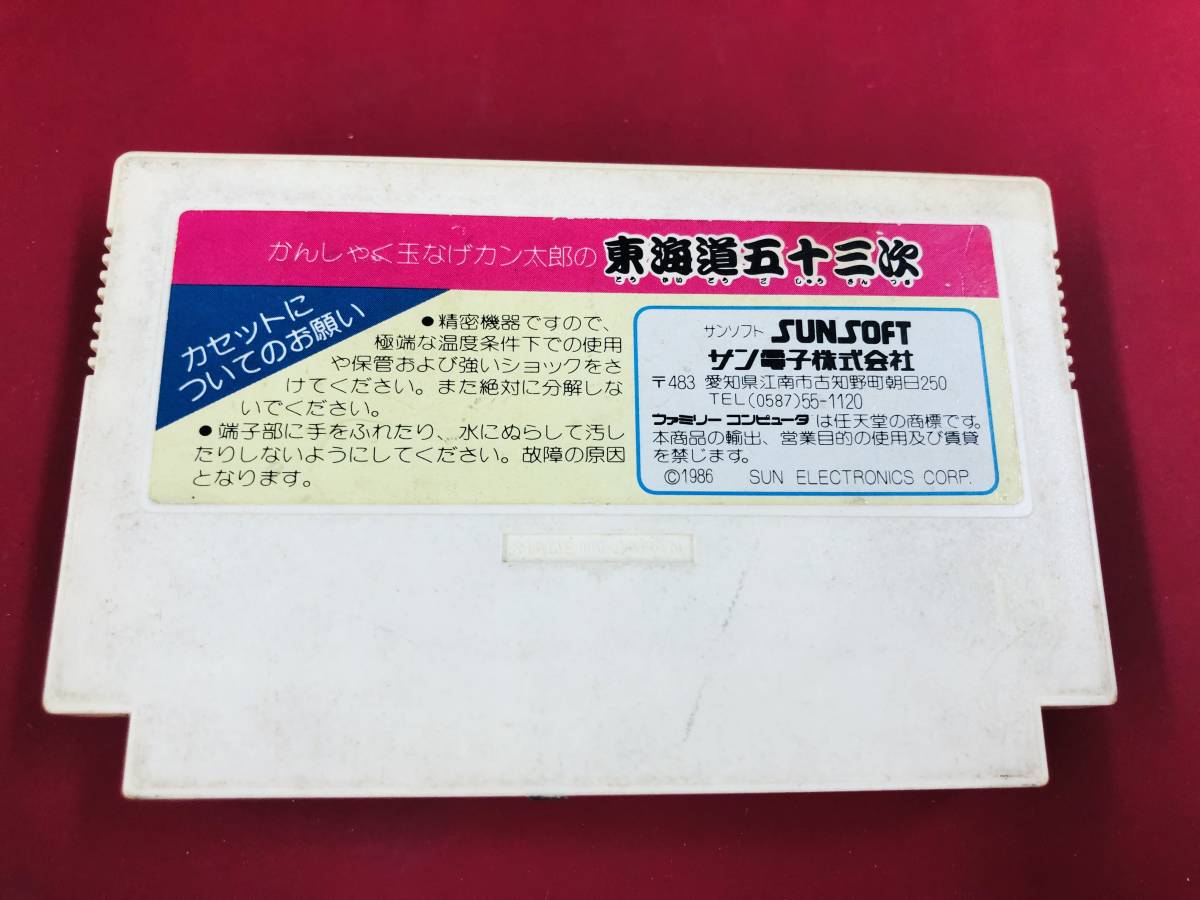 かんしゃく玉なげカン太郎の 東海道五十三次
とうかいどうごじゅうさんつぎ
カセットに
ついてのお願い
●精密機器ですので、
極端な温度条件下での使用
や保管および強いショックをさ
けてください。また絶対に分解しな
いでください。
●端子部に手をふれたり、水にぬらして汚し
たりしないようにしてください。故障の原因
となります。
サンソフト SUNSOFT
サン電子株式会社
〒483 愛知県江南市古知野町朝日250
TEL(0587)55-1120
ファミリーコンピュータは任天堂の商標です。
本商品の輸出、営業目的の使用及び賃貸
を禁じます。
©1986 SUN ELECTRONICS CORP.